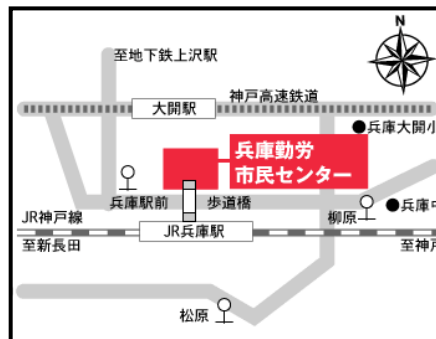 N
至地下鉄上沢駅
神戸高速鉄道
大開駅
兵庫大開小
兵庫勤労
市民センター
兵庫駅前
歩道橋
柳原
兵庫中
JR神戸線
JR兵庫駅
至新長田
至神戸
松原